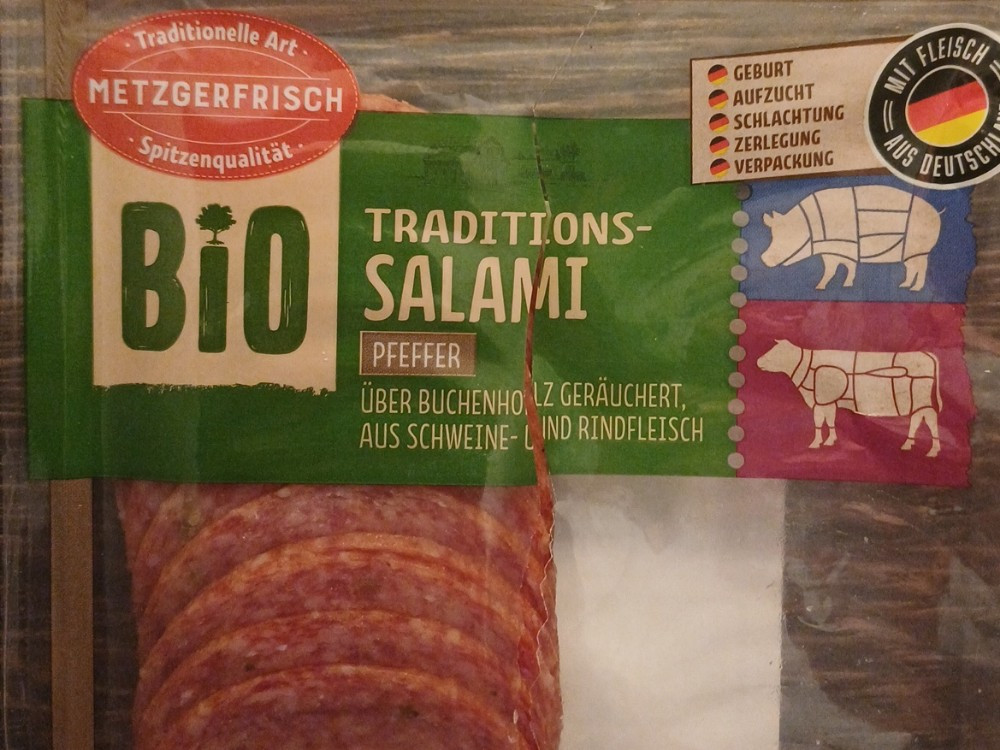 Traditionelle Art
METZGERFRISCH
Spitzenqualität
BiO
TRADITIONS-
SALAMI
PFEFFER
ÜBER BUCHENHOLZ GERÄUCHERT,
AUS SCHWEINE- UND RINDFLEISCH
GEBURT
AUFZUCHT
SCHLACHTUNG
ZERLEGUNG
VERPACKUNG
MIT FLEISCH
AUS DEUTSCHL